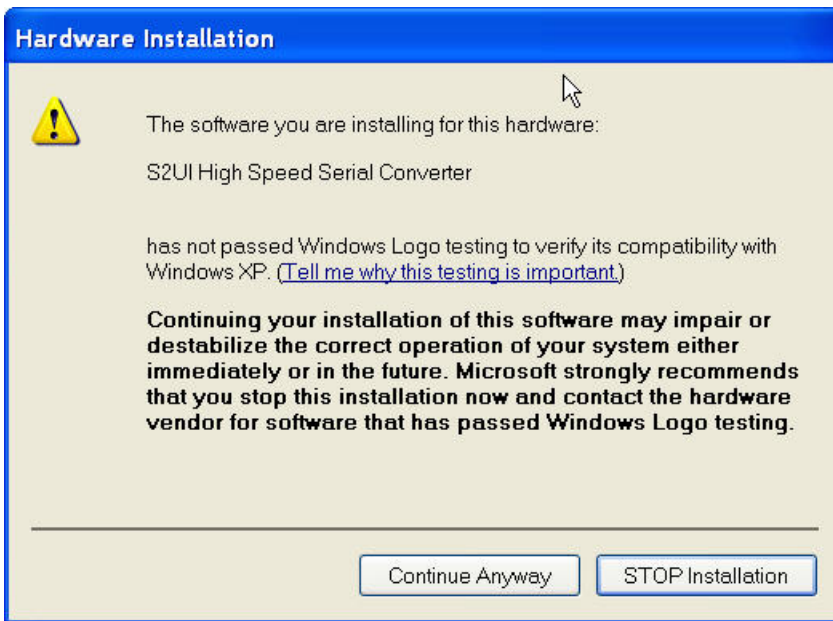 Hardware Installation
The software you are installing for this hardware:
S2UI High Speed Serial Converter
has not passed Windows Logo testing to verify its compatibility with
Windows XP. (Tell me why this testing is important.)
Continuing your installation of this software may impair or
destabilize the correct operation of your system either
immediately or in the future. Microsoft strongly recommends
that you stop this installation now and contact the hardware
vendor for software that has passed Windows Logo testing.
Continue Anyway
STOP Installation